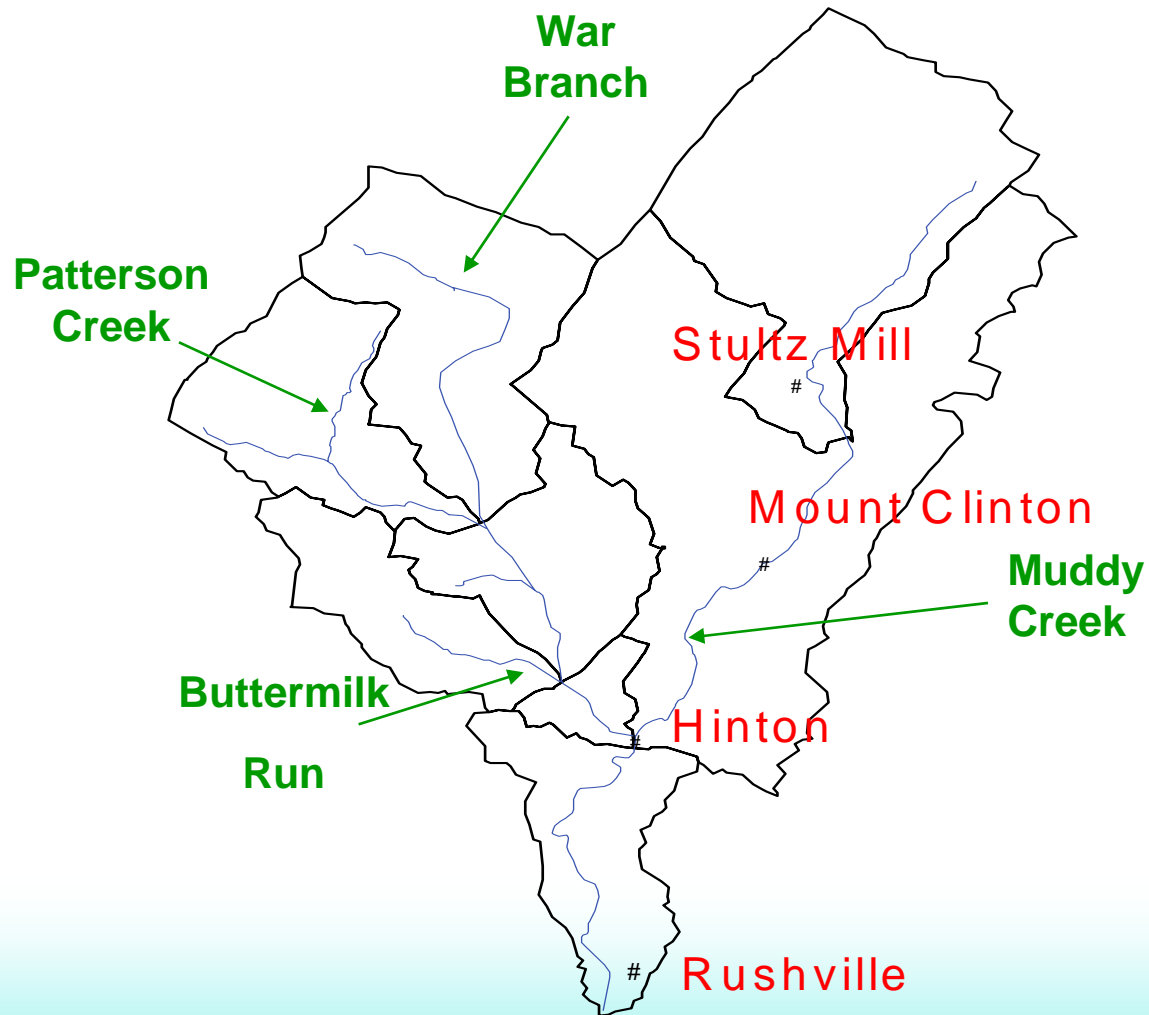 War
Branch
Patterson
Creek
Stultz Mill
#
Mount Clinton
#
Muddy
Creek
Buttermilk
Run
Hinton
#
Rushville
#